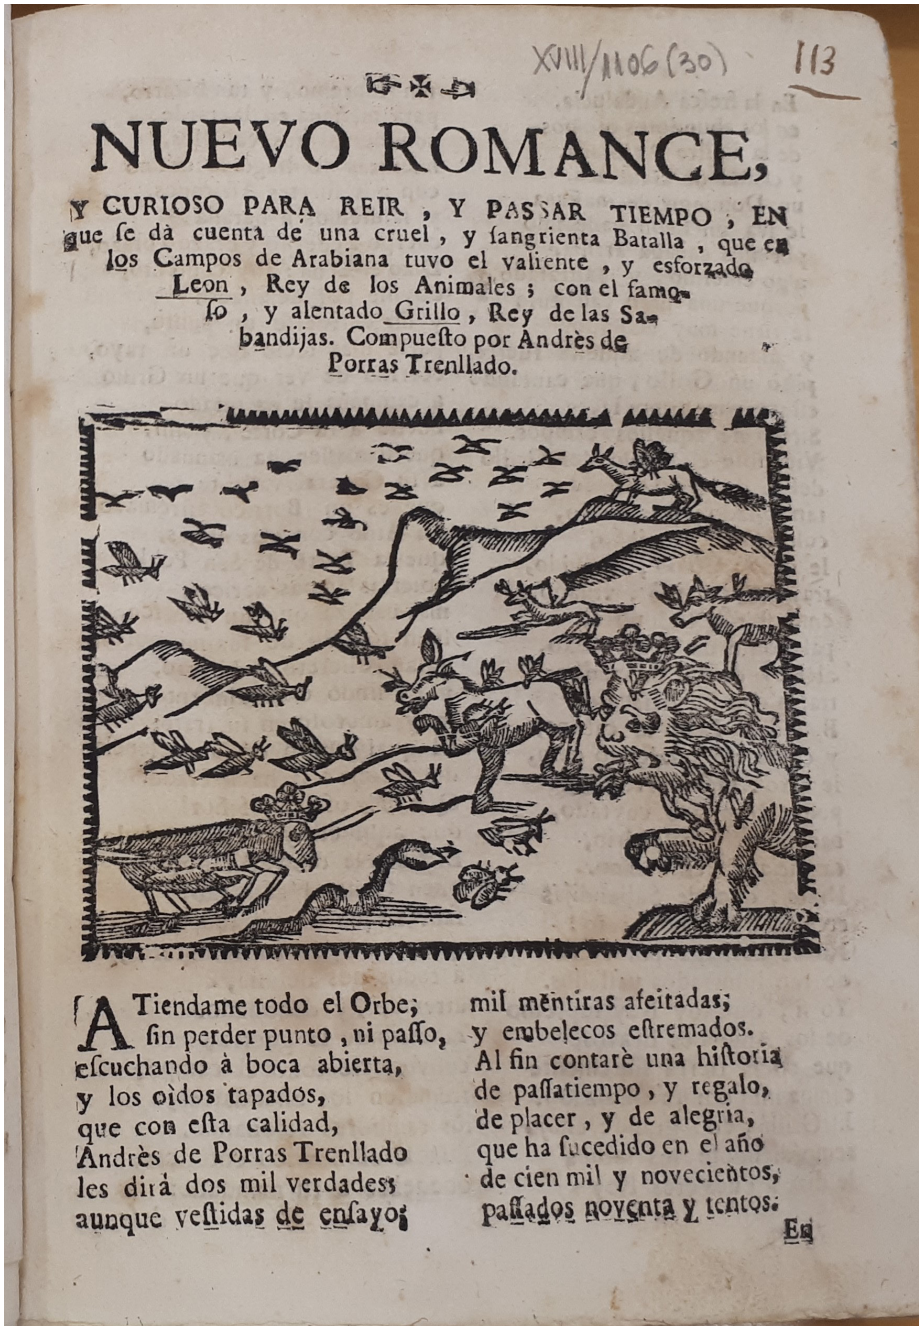 XVIII/1106(30)
113
NUEVO ROMANCE,
Y CURIOSO PARA REIR, Y PASSAR TIEMPO, EN
que ſe dà cuenta de una cruel, y ſangrienta Batalla, que en
los Campos de Arabiana tuvo el valiente, y esforzado
Leon, Rey de los Animales; con el famo-
ſo, y alentado Grillo, Rey de las Sa-
bandijas. Compueſto por Andrès de
Porras Trenllado.
ATiendame todo el Orbe;
ſin perder punto, ni paſſo,
eſcuchando à boca abierta,
y los oìdos tapados,
que con eſta calidad,
Andrès de Porras Trenllado
les dirà dos mil verdades;
aunque veſtidas de enſayo;
mil mentiras afeitadas;
y embelecos eſtremados.
Al fin contarè una hiſtoria
de paſſatiempo, y regalo,
de placer, y de alegria,
que ha ſucedido en el año
de cien mil y novecientos,
paſſados noventa y tentos.
En